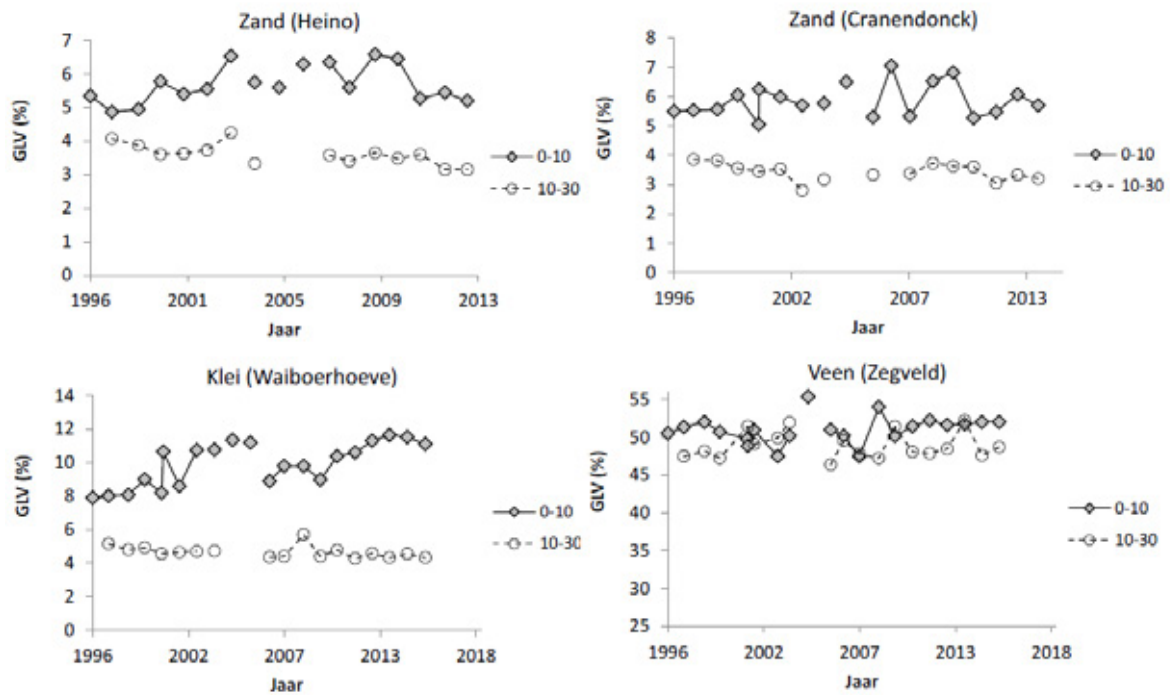 Zand (Heino)
GLV (%)
7
6
5
4
3
2
1
0
1996 2001 2005 2009 2013
Jaar
0-10
10-30
Zand (Cranendonck)
GLV (%)
8
7
6
5
4
3
2
1
0
1996 2002 2007 2013
Jaar
0-10
10-30
Klei (Waiboerhoeve)
GLV (%)
14
12
10
8
6
4
2
0
1996 2002 2007 2013 2018
Jaar
0-10
10-30
Veen (Zegveld)
GLV (%)
55
50
45
40
35
30
25
1996 2002 2007 2013 2018
Jaar
0-10
10-30